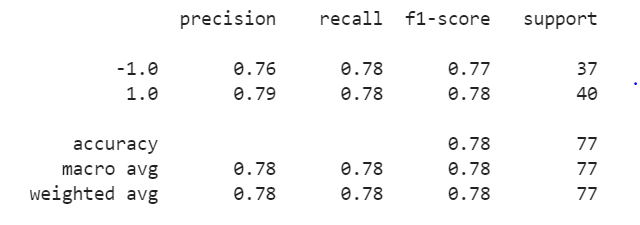 precision recall f1-score support
-1.0 0.76 0.78 0.77 37
1.0 0.79 0.78 0.78 40
accuracy 0.78 77
macro avg 0.78 0.78 0.78 77
weighted avg 0.78 0.78 0.78 77